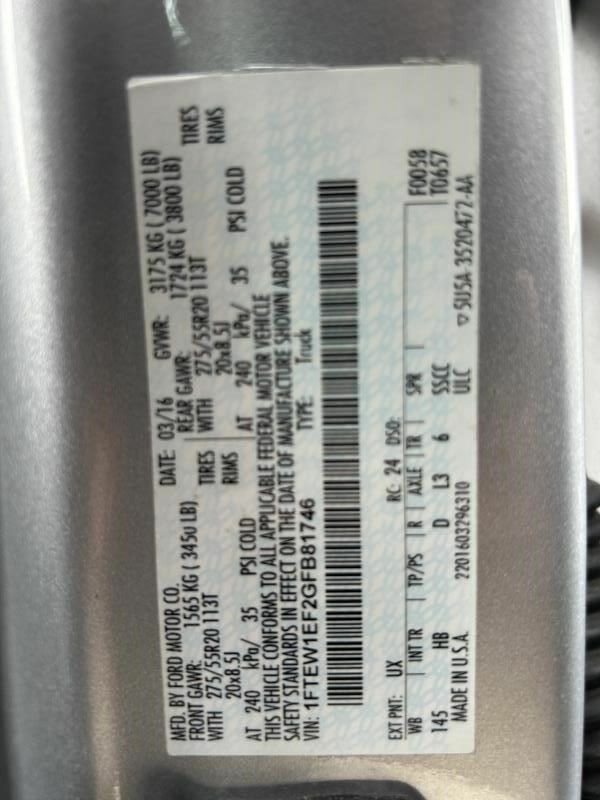 MFD. BY FORD MOTOR CO.
DATE: 03/16 GVWR: 3175 KG ( 7000 LB)
FRONT GAWR: 1565 KG ( 3450 LB) REAR GAWR: 1724 KG ( 3800 LB)
WITH 275/55R20 113T TIRES WITH 275/55R20 113T TIRES
20x8.5J RIMS 20x8.5J RIMS
AT 240 kPa/ 35 PSI COLD AT 240 kPa/ 35 PSI COLD
THIS VEHICLE CONFORMS TO ALL APPLICABLE FEDERAL MOTOR VEHICLE
SAFETY STANDARDS IN EFFECT ON THE DATE OF MANUFACTURE SHOWN ABOVE.
VIN: 1FTEW1EF2GFB81746 TYPE: Truck
EXT PNT: UX RC: 24 DSO: F0058
WB | INT TR | TP/PS | R | AXLE | TR | SPR | T0657
145 HB D L3 6 SSCC
MADE IN U.S.A. 2201603296310 ULC ▽ 5U5A-3520472-AA